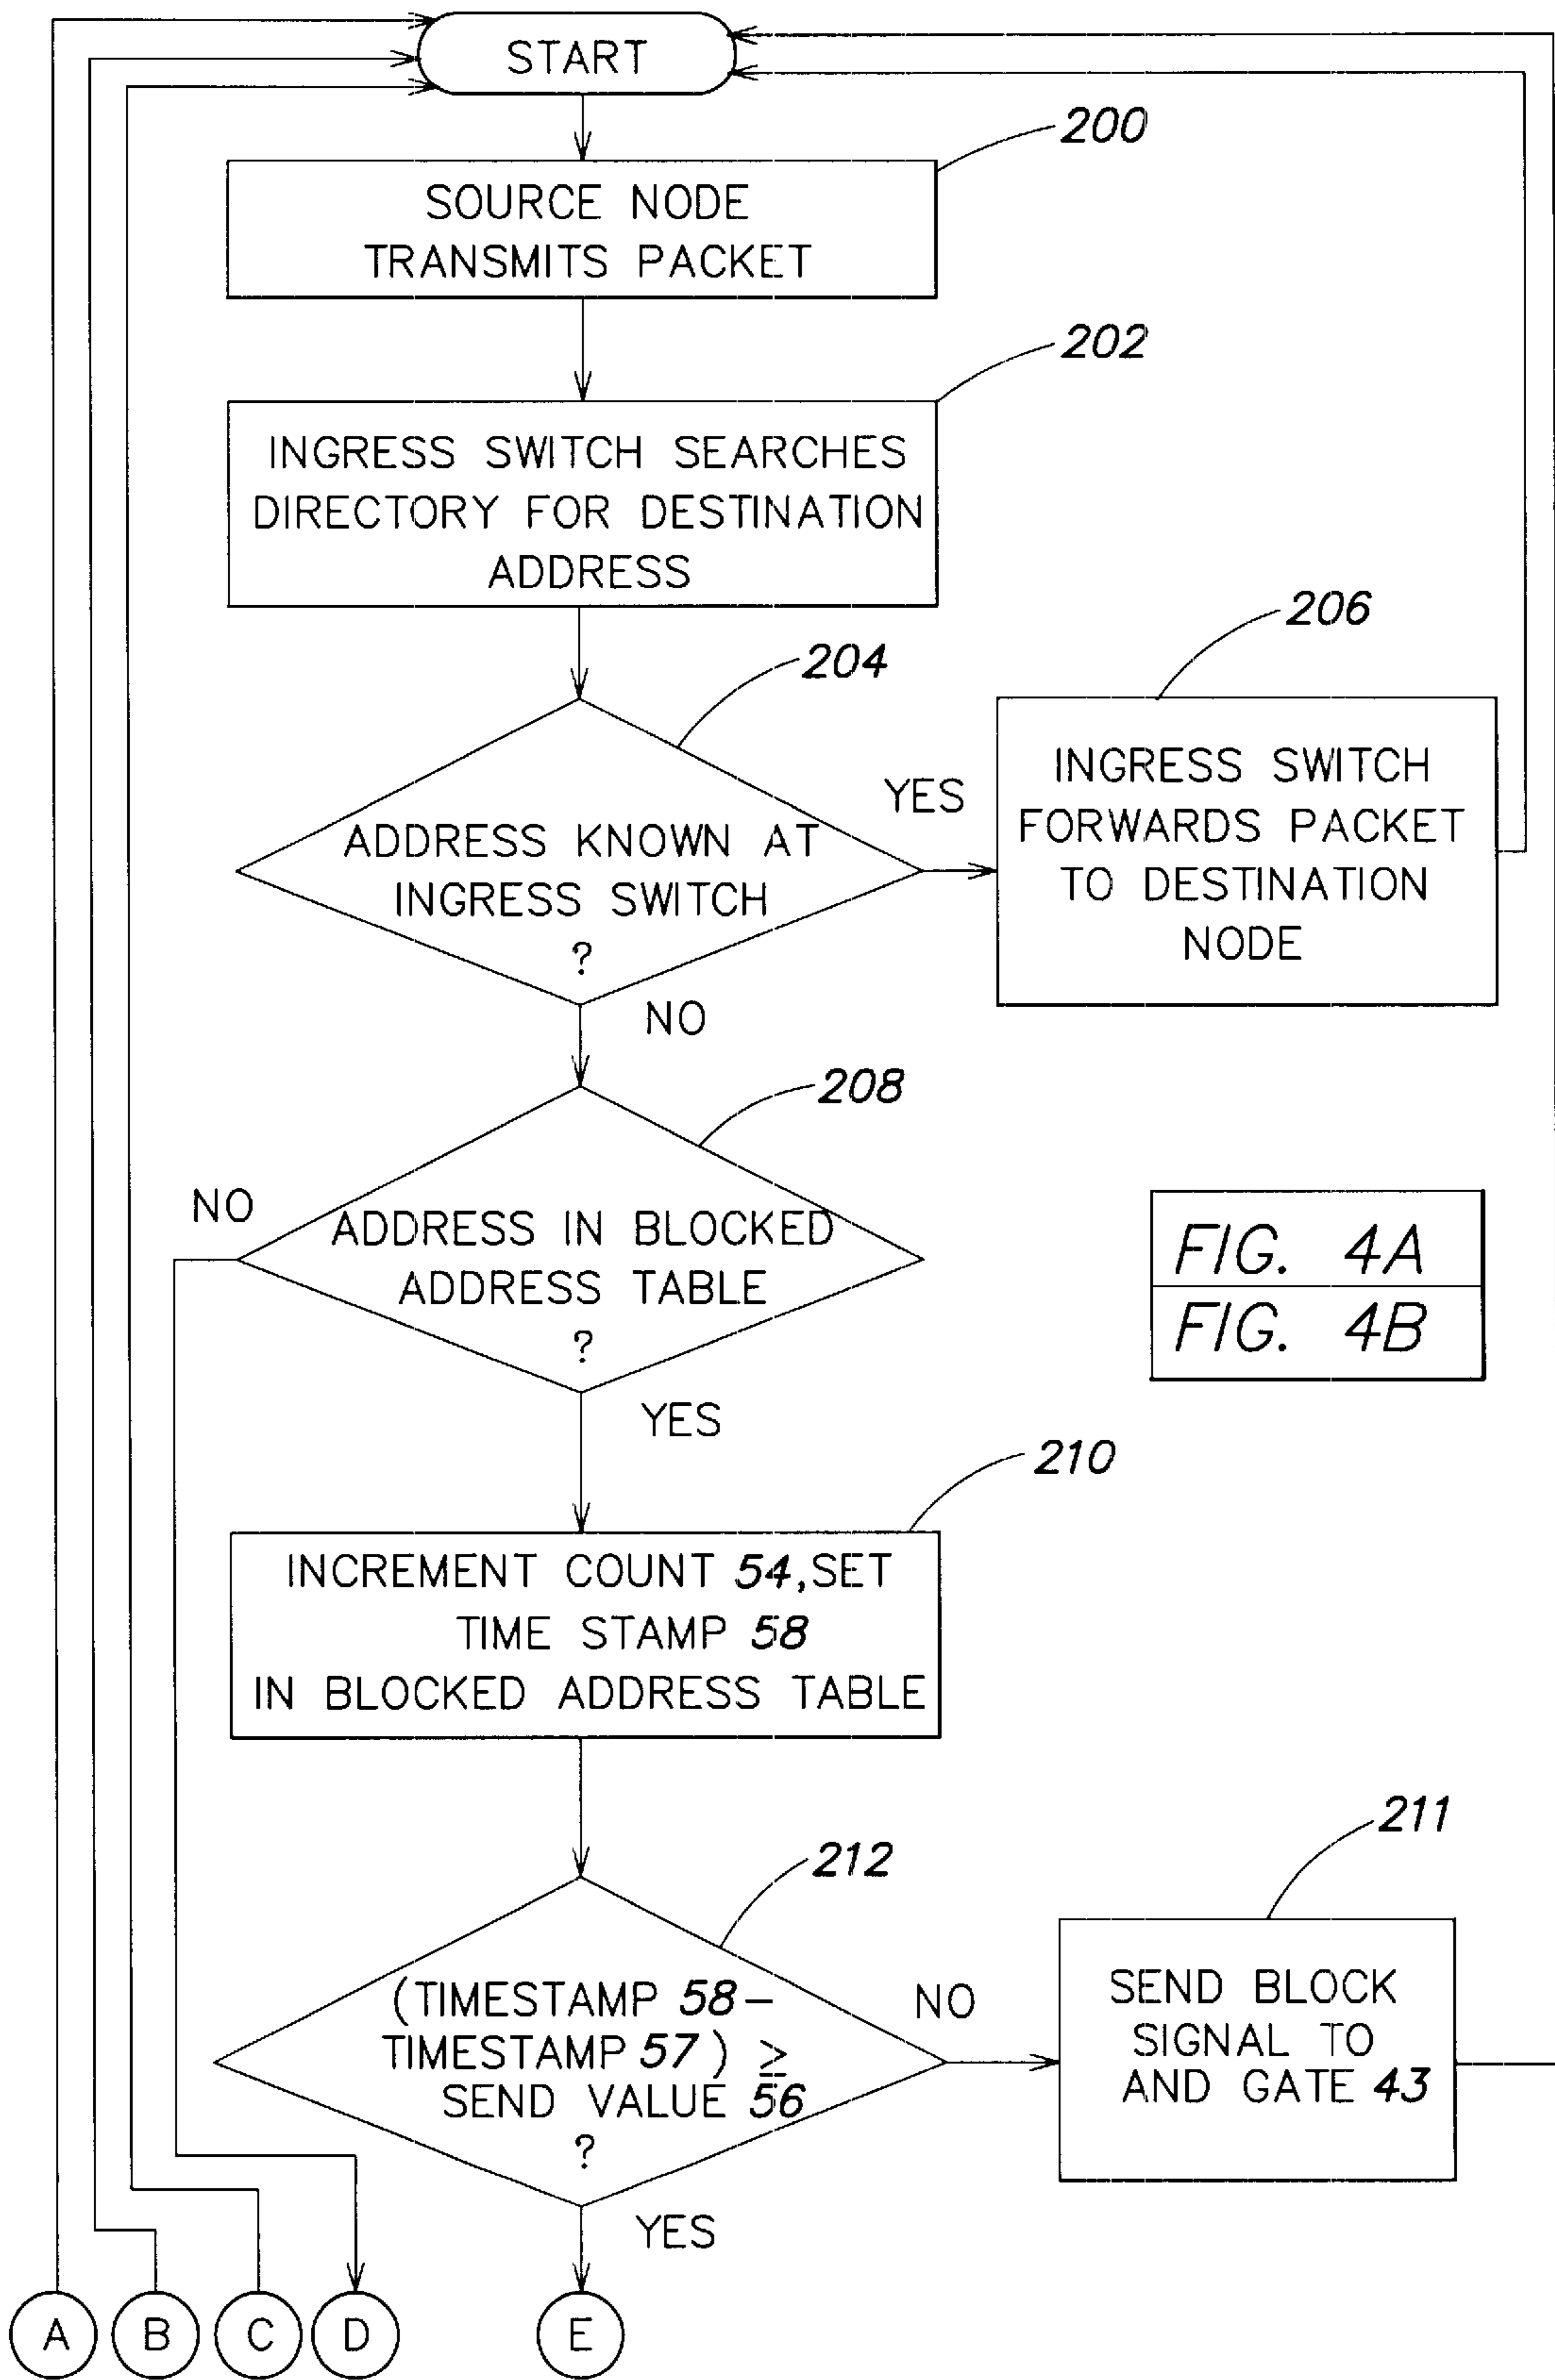 START
200
SOURCE NODE
TRANSMITS PACKET
202
INGRESS SWITCH SEARCHES
DIRECTORY FOR DESTINATION
ADDRESS
204
206
ADDRESS KNOWN AT
INGRESS SWITCH
?
YES
INGRESS SWITCH
FORWARDS PACKET
TO DESTINATION
NODE
NO
208
NO
ADDRESS IN BLOCKED
ADDRESS TABLE
?
FIG. 4A
FIG. 4B
YES
210
INCREMENT COUNT 54,SET
TIME STAMP 58
IN BLOCKED ADDRESS TABLE
211
212
(TIMESTAMP 58-
TIMESTAMP 57) ≥
SEND VALUE 56
?
NO
SEND BLOCK
SIGNAL TO
AND GATE 43
YES
A
B
C
D
E